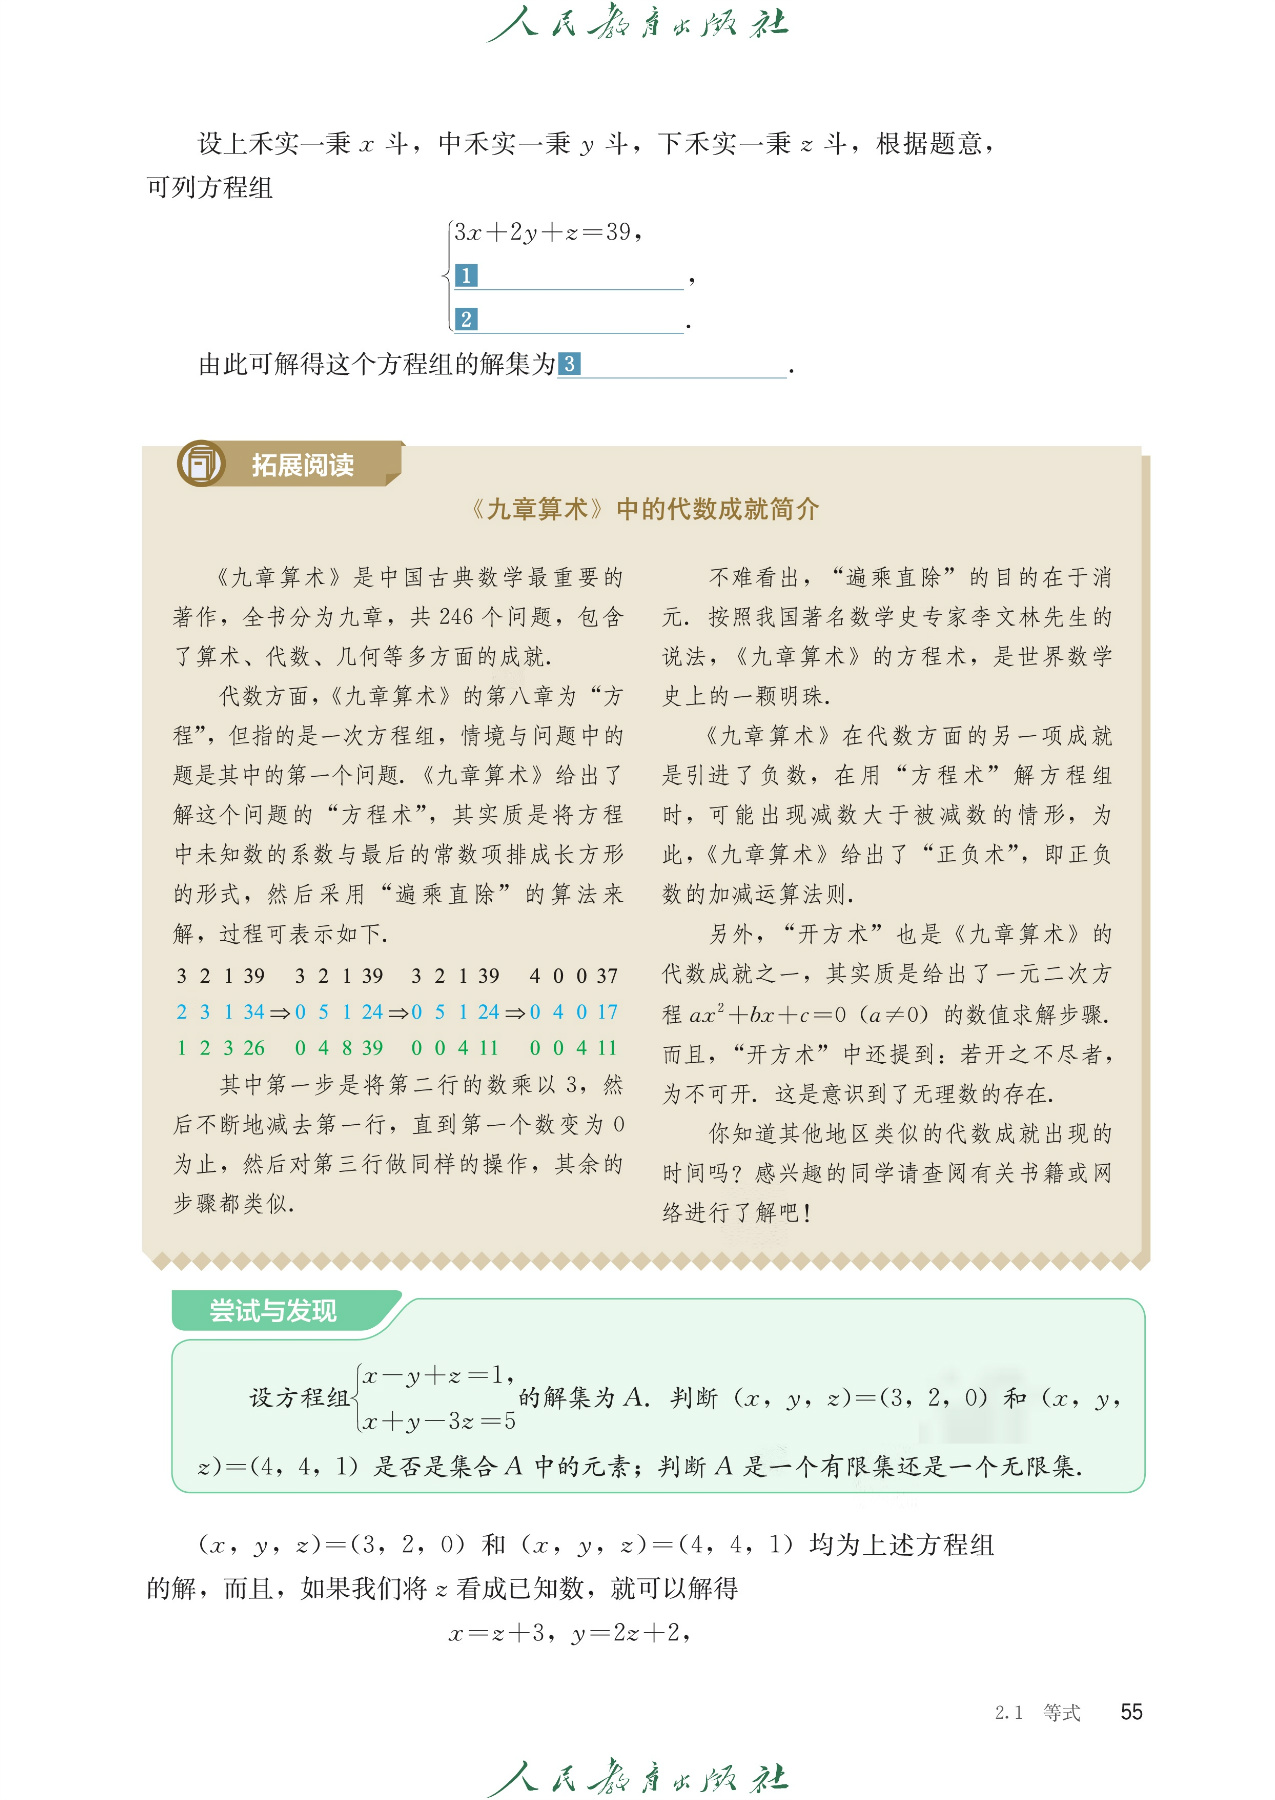 人民教育出版社
设上禾实一秉 x 斗，中禾实一秉 y 斗，下禾实一秉 z 斗，根据题意，
可列方程组
3x+2y+z=39，
1 ，
2 .
由此可解得这个方程组的解集为 3 .
拓展阅读
《九章算术》中的代数成就简介
《九章算术》是中国古典数学最重要的
著作，全书分为九章，共 246 个问题，包含
了算术、代数、几何等多方面的成就.
代数方面，《九章算术》的第八章为“方
程”，但指的是一次方程组，情境与问题中的
题是其中的第一个问题.《九章算术》给出了
解这个问题的“方程术”，其实质是将方程
中未知数的系数与最后的常数项排成长方形
的形式，然后采用“遍乘直除”的算法来
解，过程可表示如下.
3 2 1 39 3 2 1 39 3 2 1 39 4 0 0 37
2 3 1 34⇒0 5 1 24⇒0 5 1 24⇒0 4 0 17
1 2 3 26 0 4 8 39 0 0 4 11 0 0 4 11
其中第一步是将第二行的数乘以 3，然
后不断地减去第一行，直到第一个数变为 0
为止，然后对第三行做同样的操作，其余的
步骤都类似.
不难看出，“遍乘直除”的目的在于消
元. 按照我国著名数学史专家李文林先生的
说法，《九章算术》的方程术，是世界数学
史上的一颗明珠.
《九章算术》在代数方面的另一项成就
是引进了负数，在用“方程术”解方程组
时，可能出现减数大于被减数的情形，为
此，《九章算术》给出了“正负术”，即正负
数的加减运算法则.
另外，“开方术”也是《九章算术》的
代数成就之一，其实质是给出了一元二次方
程 ax²+bx+c=0（a≠0）的数值求解步骤.
而且，“开方术”中还提到：若开之不尽者，
为不可开. 这是意识到了无理数的存在.
你知道其他地区类似的代数成就出现的
时间吗？感兴趣的同学请查阅有关书籍或网
络进行了解吧！
尝试与发现
x-y+z=1，
设方程组 的解集为 A. 判断（x，y，z)=(3，2，0）和（x，y，
x+y-3z=5
z)=(4，4，1）是否是集合 A 中的元素；判断 A 是一个有限集还是一个无限集.
（x，y，z)=(3，2，0）和（x，y，z)=(4，4，1）均为上述方程组
的解，而且，如果我们将 z 看成已知数，就可以解得
x=z+3，y=2z+2，
2.1 等式 55
人民教育出版社